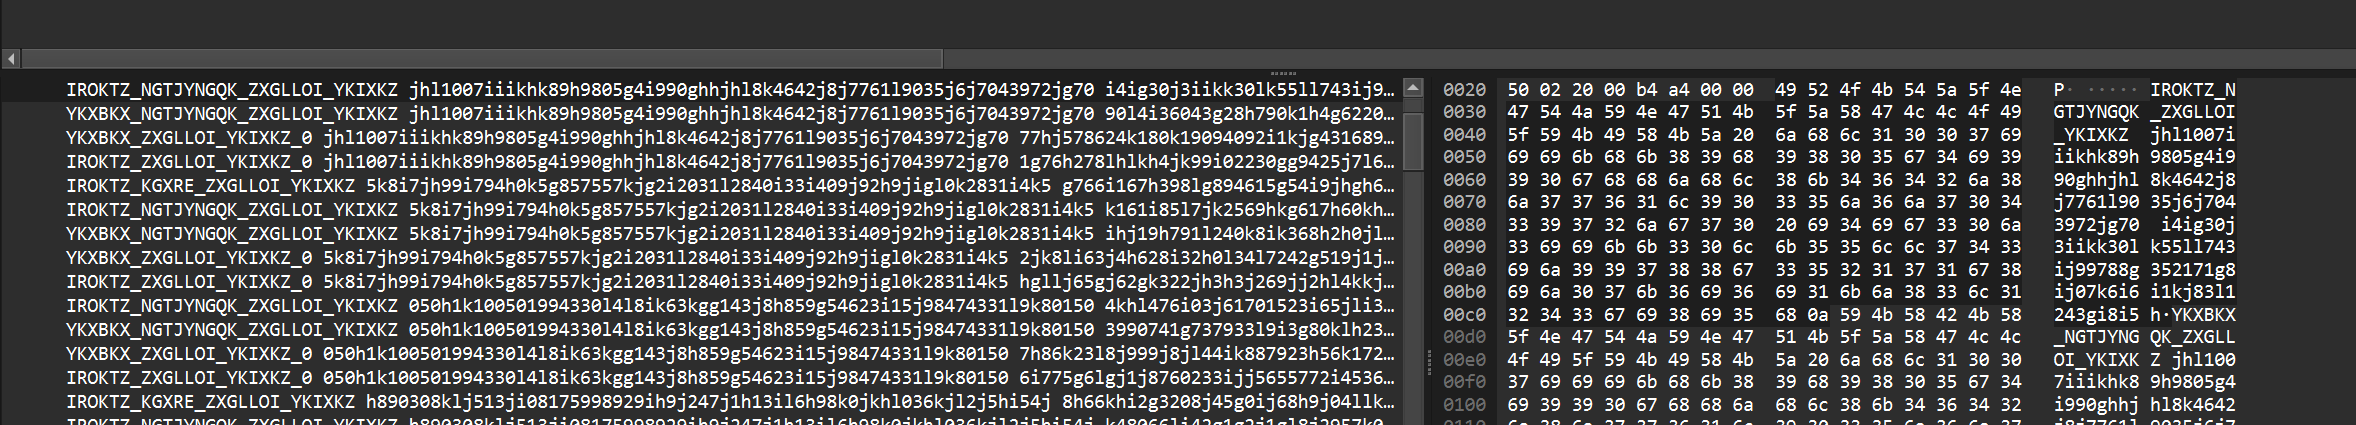 IROKTZ_NGTJYNGQK_ZXGLLOI_YKIXKZ jhl1007iiikhk89h9805g4i990ghhjhl8k4642j8j7761l9035j6j7043972jg70 i4ig30j3iikk30lk55ll743ij9…
YKXBKX_NGTJYNGQK_ZXGLLOI_YKIXKZ jhl1007iiikhk89h9805g4i990ghhjhl8k4642j8j7761l9035j6j7043972jg70 90l4i36043g28h790k1h4g6220…
YKXBKX_ZXGLLOI_YKIXKZ_0 jhl1007iiikhk89h9805g4i990ghhjhl8k4642j8j7761l9035j6j7043972jg70 77hj578624k180k19094092i1kjg431689…
IROKTZ_ZXGLLOI_YKIXKZ_0 jhl1007iiikhk89h9805g4i990ghhjhl8k4642j8j7761l9035j6j7043972jg70 1g76h278lhlkh4jk99i02230gg9425j7l6…
IROKTZ_KGXRE_ZXGLLOI_YKIXKZ 5k8i7jh99i794h0k5g857557kjg2i2031l2840i33i409j92h9jigl0k2831i4k5 g766i167h398lg894615g54i9jhgh6…
IROKTZ_NGTJYNGQK_ZXGLLOI_YKIXKZ 5k8i7jh99i794h0k5g857557kjg2i2031l2840i33i409j92h9jigl0k2831i4k5 k161i85l7jk2569hkg617h60kh…
YKXBKX_NGTJYNGQK_ZXGLLOI_YKIXKZ 5k8i7jh99i794h0k5g857557kjg2i2031l2840i33i409j92h9jigl0k2831i4k5 ihj19h791l240k8ik368h2h0jl…
YKXBKX_ZXGLLOI_YKIXKZ_0 5k8i7jh99i794h0k5g857557kjg2i2031l2840i33i409j92h9jigl0k2831i4k5 2jk8li63j4h628i32h0l34l7242g519j1j…
IROKTZ_ZXGLLOI_YKIXKZ_0 5k8i7jh99i794h0k5g857557kjg2i2031l2840i33i409j92h9jigl0k2831i4k5 hgllj65gj62gk322jh3h3j269jj2hl4kkj…
IROKTZ_NGTJYNGQK_ZXGLLOI_YKIXKZ 050h1k100501994330l4l8ik63kgg143j8h859g54623i15j98474331l9k80150 4khl476i03j61701523i65jli3…
YKXBKX_NGTJYNGQK_ZXGLLOI_YKIXKZ 050h1k100501994330l4l8ik63kgg143j8h859g54623i15j98474331l9k80150 3990741g737933l9i3g80klh23…
YKXBKX_ZXGLLOI_YKIXKZ_0 050h1k100501994330l4l8ik63kgg143j8h859g54623i15j98474331l9k80150 7h86k23l8j999j8jl44ik887923h56k172…
IROKTZ_ZXGLLOI_YKIXKZ_0 050h1k100501994330l4l8ik63kgg143j8h859g54623i15j98474331l9k80150 6i775g6lgj1j8760233ijj5655772i4536…
IROKTZ_KGXRE_ZXGLLOI_YKIXKZ h890308klj513ji08175998929ih9j247j1h13il6h98k0jkhl036kjl2j5hi54j 8h66khi2g3208j45g0ij68h9j04llk…
0020 50 02 20 00 b4 a4 00 00 49 52 4f 4b 54 5a 5f 4e P· ····· IROKTZ_N
0030 47 54 4a 59 4e 47 51 4b 5f 5a 58 47 4c 4c 4f 49 GTJYNGQK _ZXGLLOI
0040 5f 59 4b 49 58 4b 5a 20 6a 68 6c 31 30 30 37 69 _YKIXKZ jhl1007i
0050 69 69 6b 68 6b 38 39 68 39 38 30 35 67 34 69 39 iikhk89h 9805g4i9
0060 39 30 67 68 68 6a 68 6c 38 6b 34 36 34 32 6a 38 90ghhjhl 8k4642j8
0070 6a 37 37 36 31 6c 39 30 33 35 6a 36 6a 37 30 34 j7761l90 35j6j704
0080 33 39 37 32 6a 67 37 30 20 69 34 69 67 33 30 6a 3972jg70 i4ig30j
0090 33 69 69 6b 6b 33 30 6c 6b 35 35 6c 6c 37 34 33 3iikk30l k55ll743
00a0 69 6a 39 39 37 38 38 67 33 35 32 31 37 31 67 38 ij99788g 352171g8
00b0 69 6a 30 37 6b 36 69 36 69 31 6b 6a 38 33 6c 31 ij07k6i6 i1kj83l1
00c0 32 34 33 67 69 38 69 35 68 0a 59 4b 58 42 4b 58 243gi8i5 h·YKXBKX
00d0 5f 4e 47 54 4a 59 4e 47 51 4b 5f 5a 58 47 4c 4c _NGTJYNG QK_ZXGLL
00e0 4f 49 5f 59 4b 49 58 4b 5a 20 6a 68 6c 31 30 30 OI_YKIXK Z jhl100
00f0 37 69 69 69 6b 68 6b 38 39 68 39 38 30 35 67 34 7iiikhk8 9h9805g4
0100 69 39 39 30 67 68 68 6a 68 6c 38 6b 34 36 34 32 i990ghhj hl8k4642